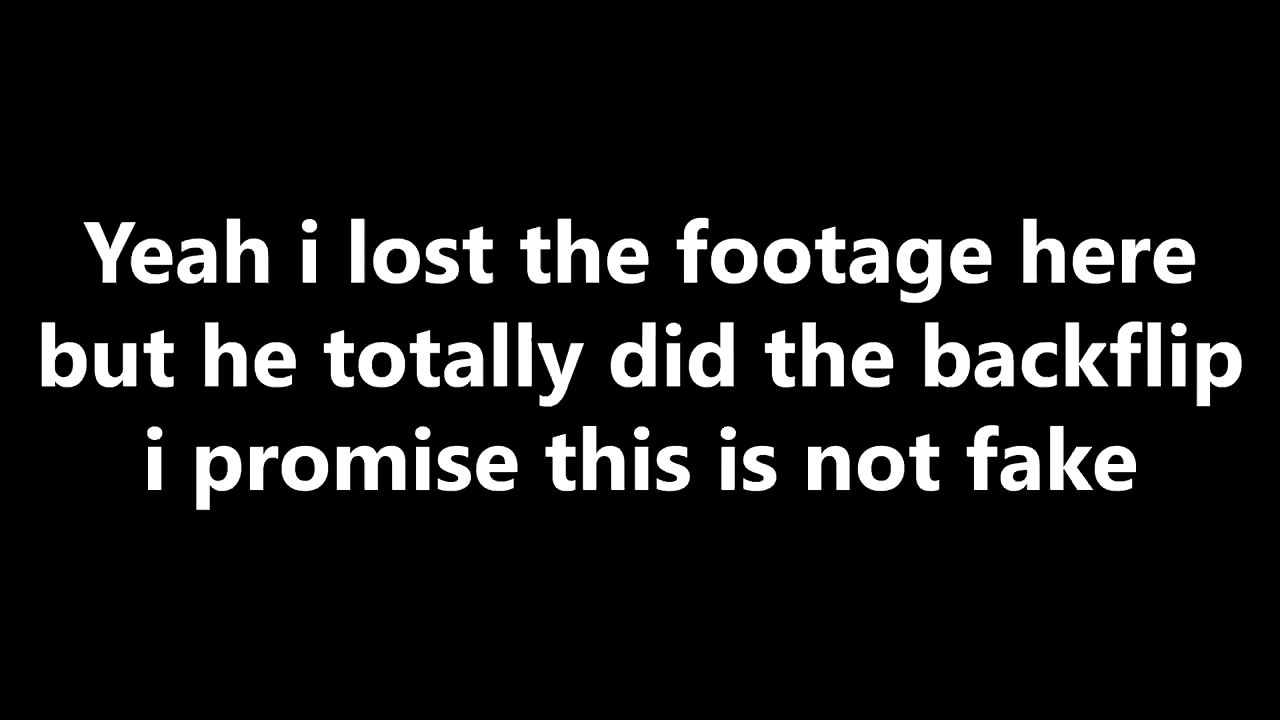 Yeah i lost the footage here
but he totally did the backflip
i promise this is not fake